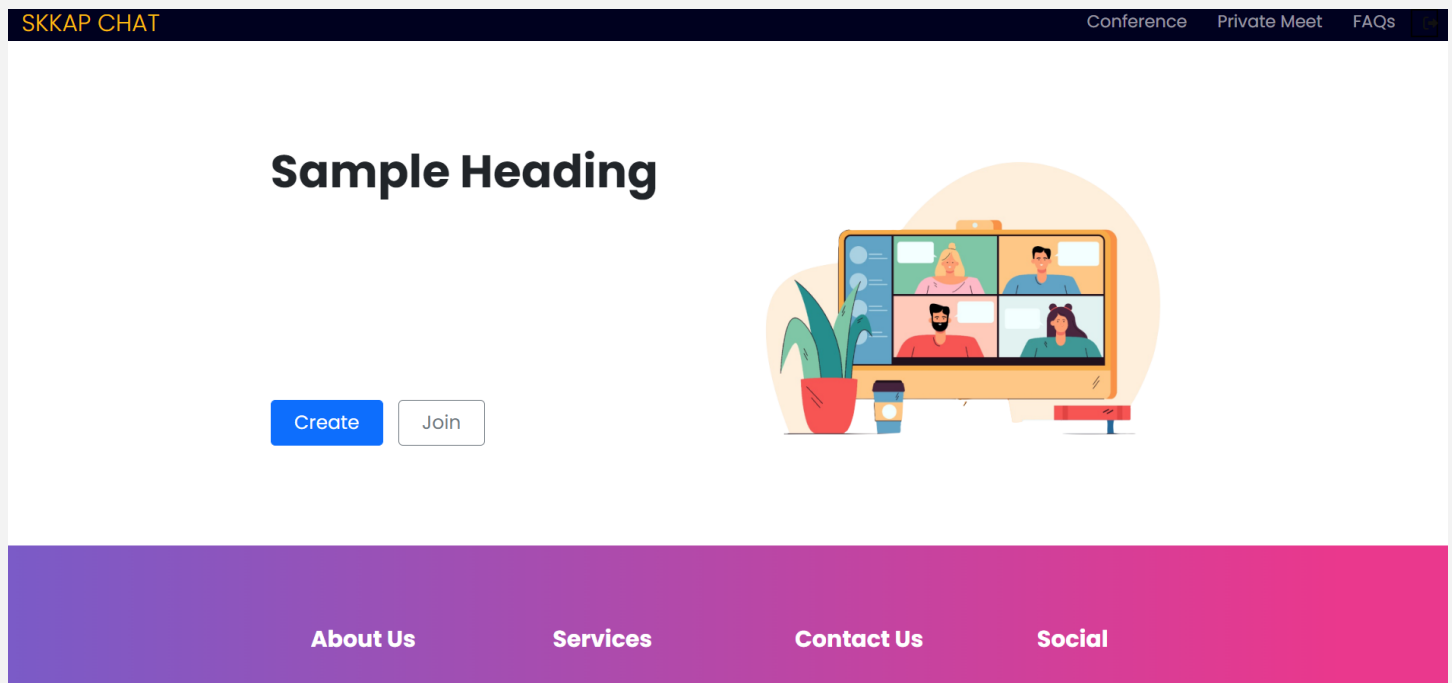 SKKAP CHAT Conference Private Meet FAQs
Sample Heading
Create Join
About Us Services Contact Us Social